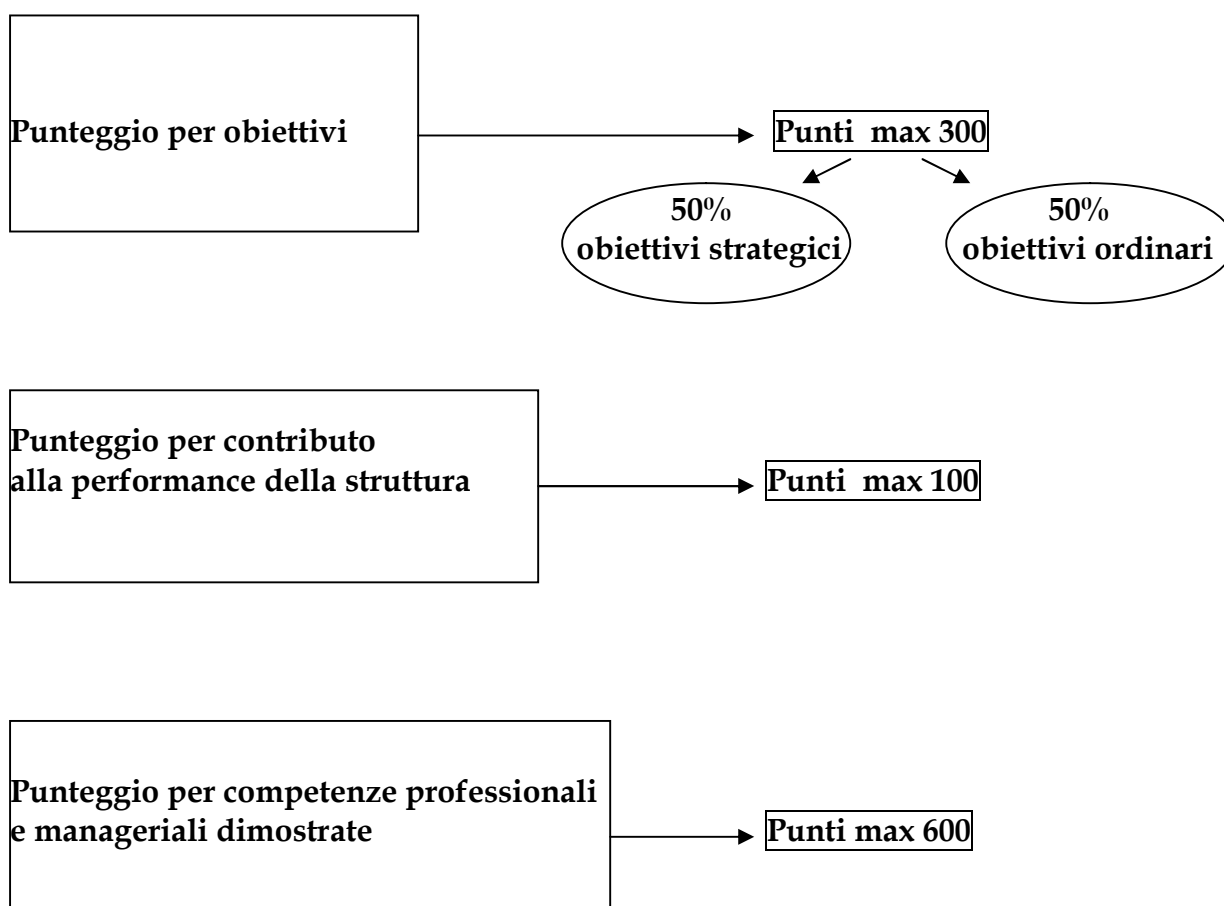 Punteggio per obiettivi
Punti max 300
50%
obiettivi strategici
50%
obiettivi ordinari
Punteggio per contributo
alla performance della struttura
Punti max 100
Punteggio per competenze professionali
e manageriali dimostrate
Punti max 600